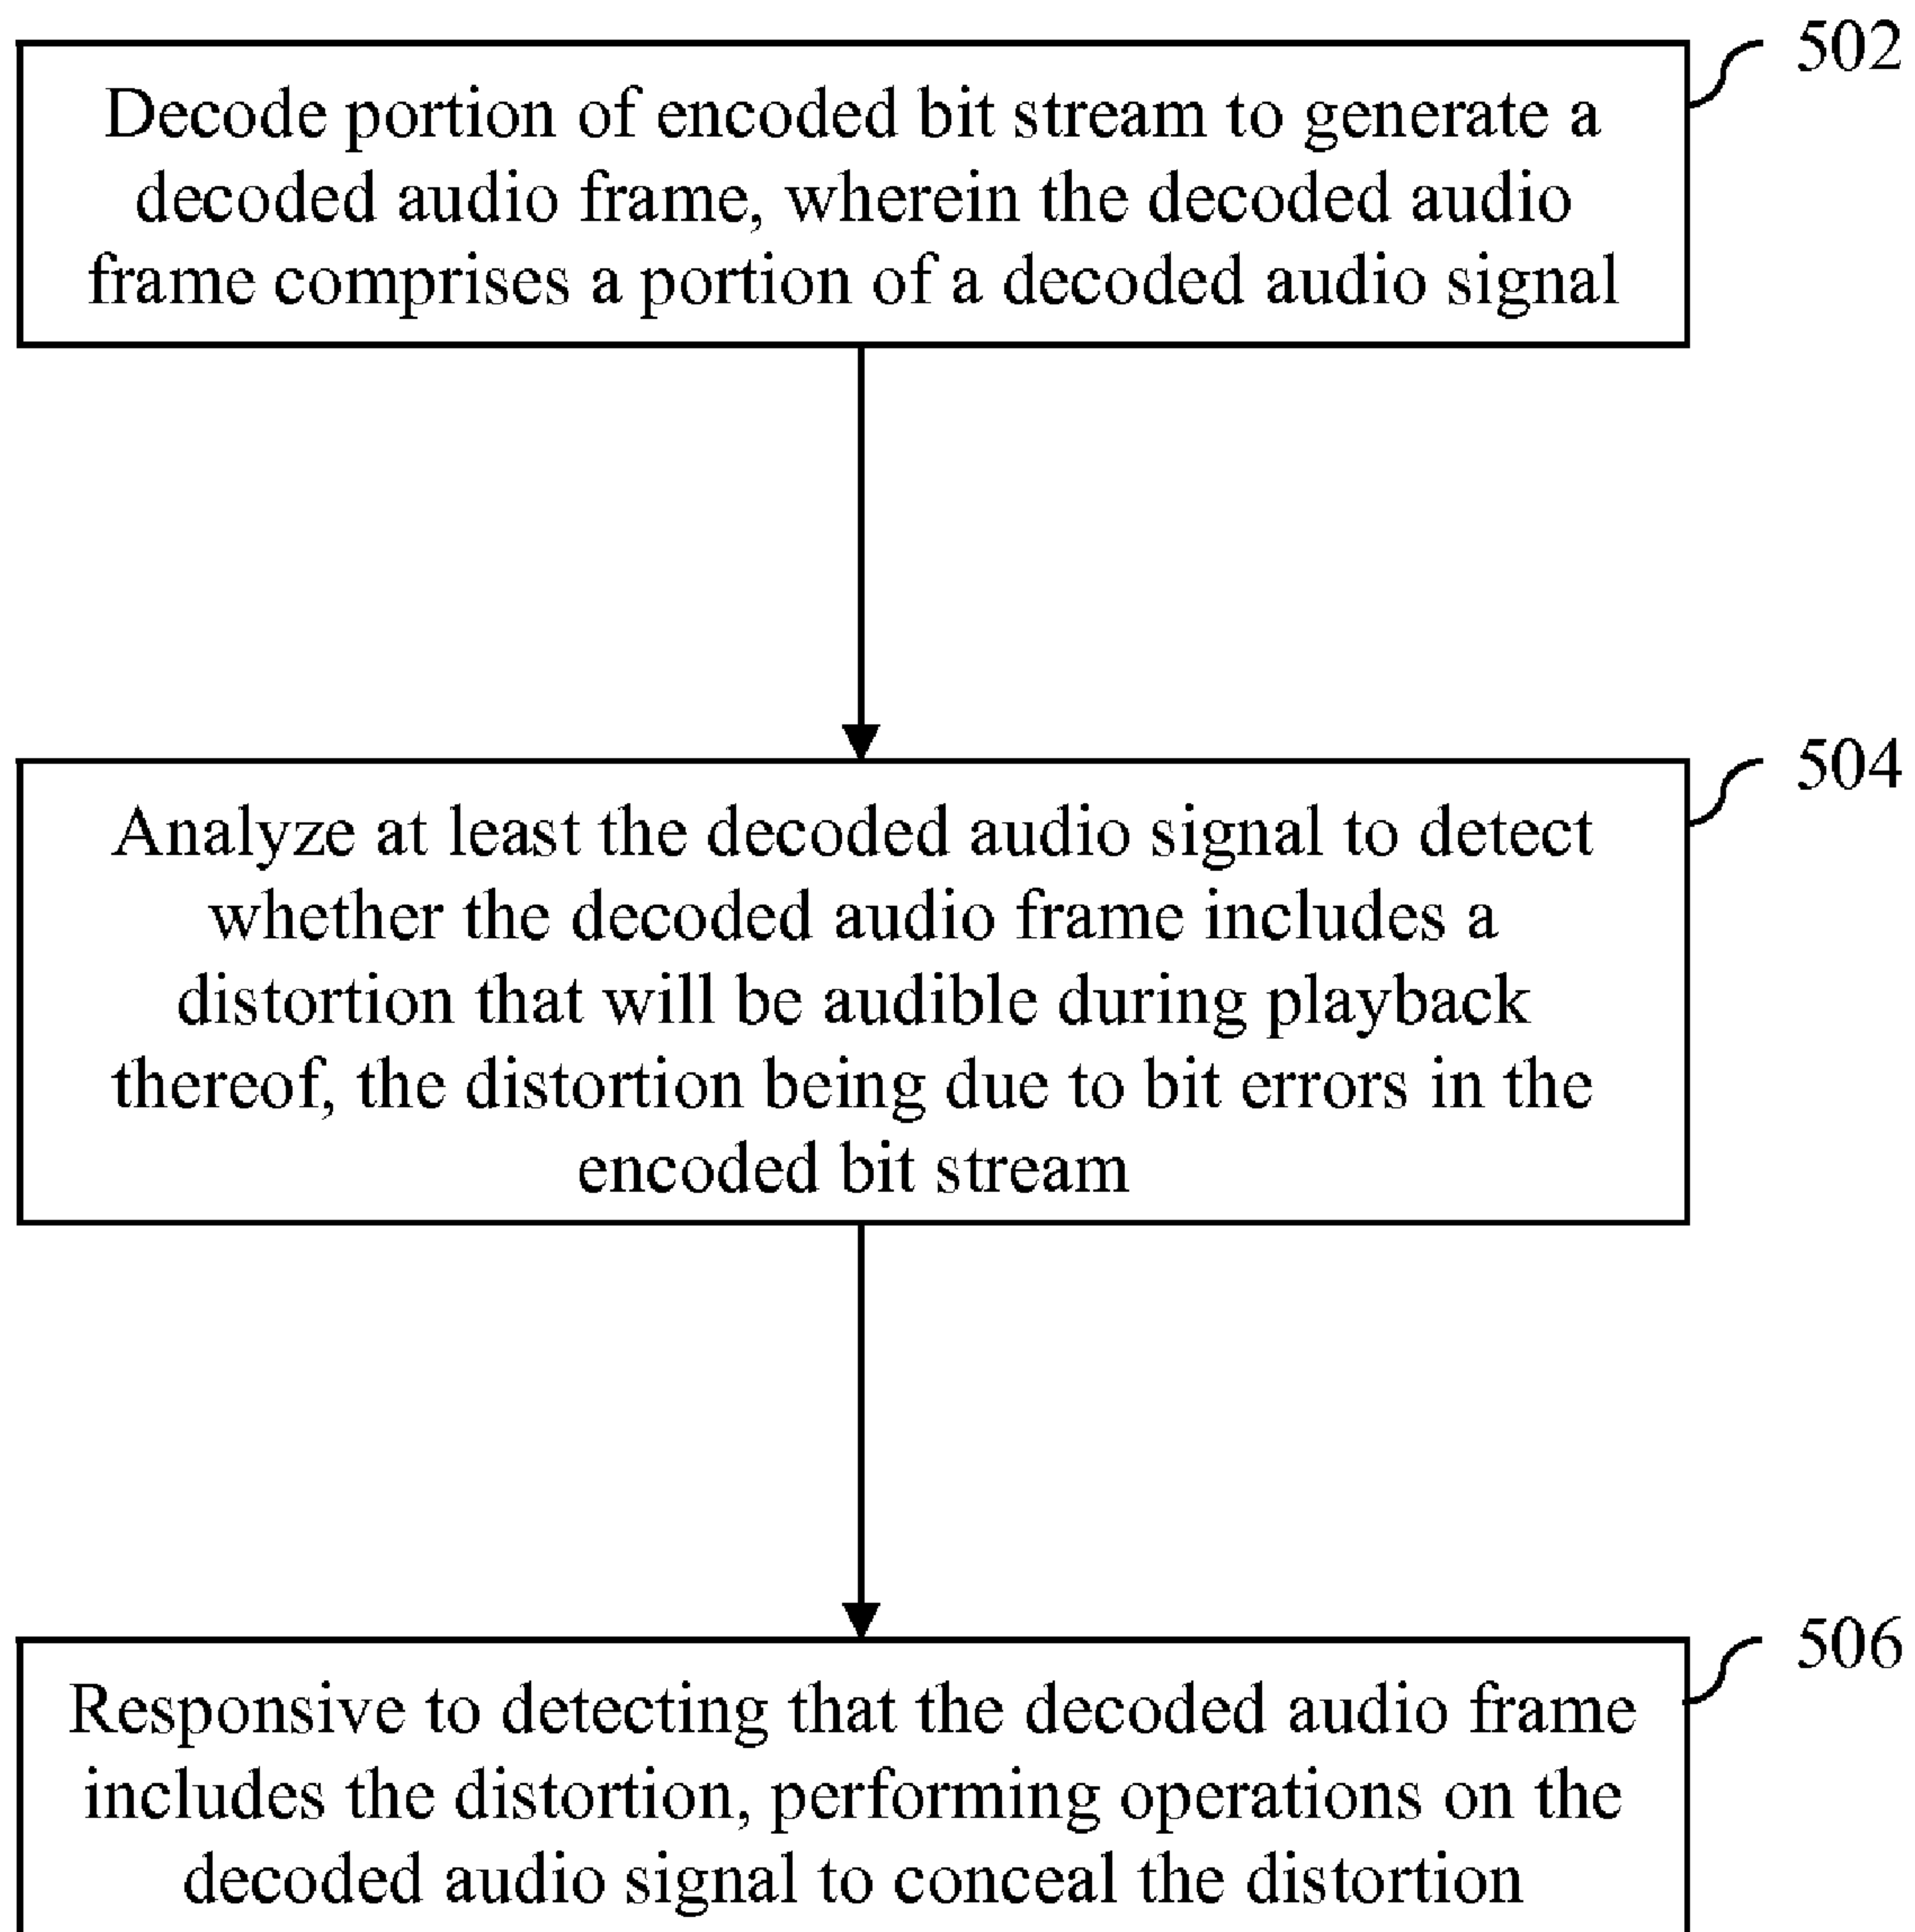 502
Decode portion of encoded bit stream to generate a
decoded audio frame, wherein the decoded audio
frame comprises a portion of a decoded audio signal
504
Analyze at least the decoded audio signal to detect
whether the decoded audio frame includes a
distortion that will be audible during playback
thereof, the distortion being due to bit errors in the
encoded bit stream
506
Responsive to detecting that the decoded audio frame
includes the distortion, performing operations on the
decoded audio signal to conceal the distortion